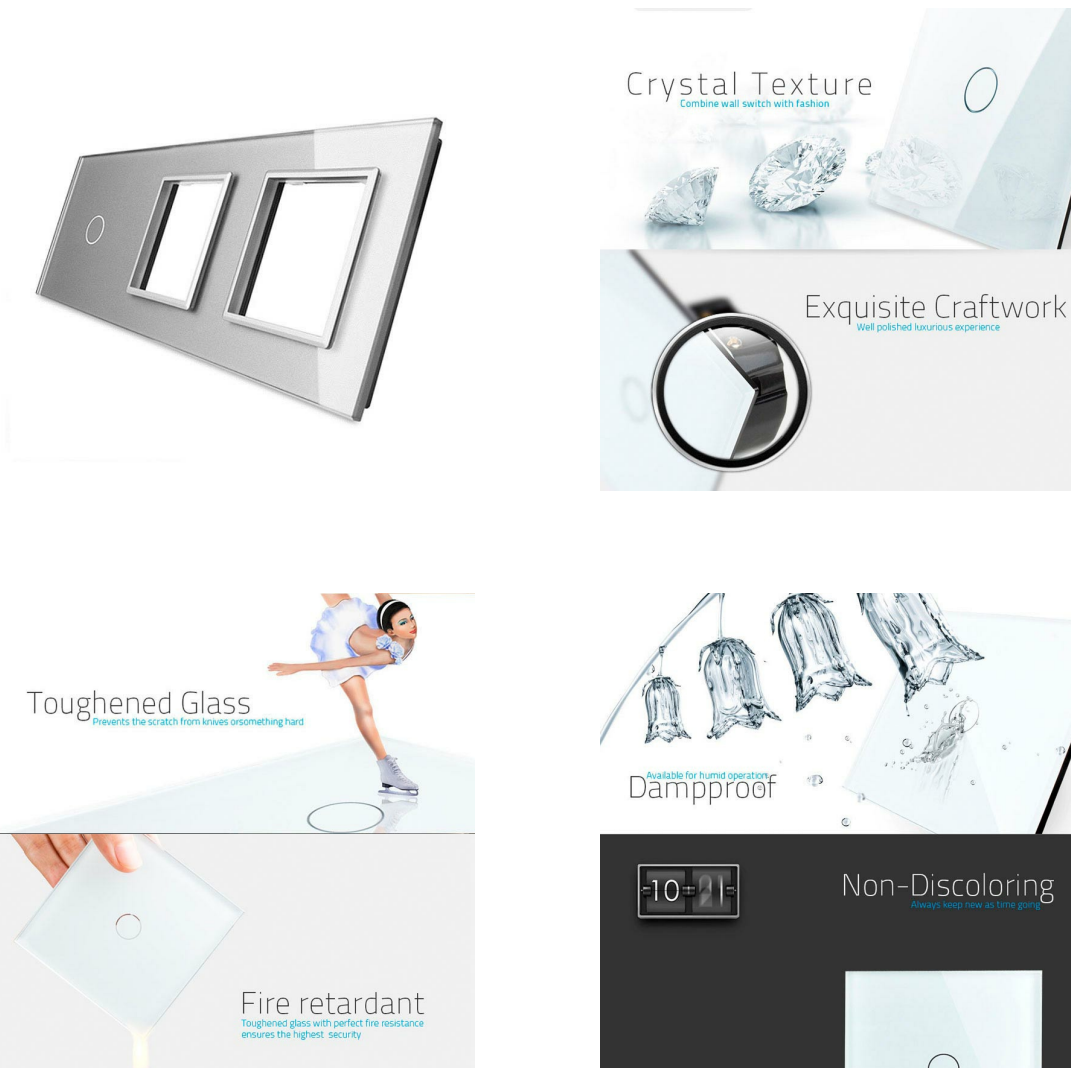 Crystal Texture
Combine wall switch with fashion
Exquisite Craftwork
Well polished luxurious experience
Toughened Glass
Prevents the scratch from knives orsomething hard
Available for humid operation
Dampproof
10
Non-Discoloring
Always keep new as time going
Fire retardant
Toughened glass with perfect fire resistance
ensures the highest security